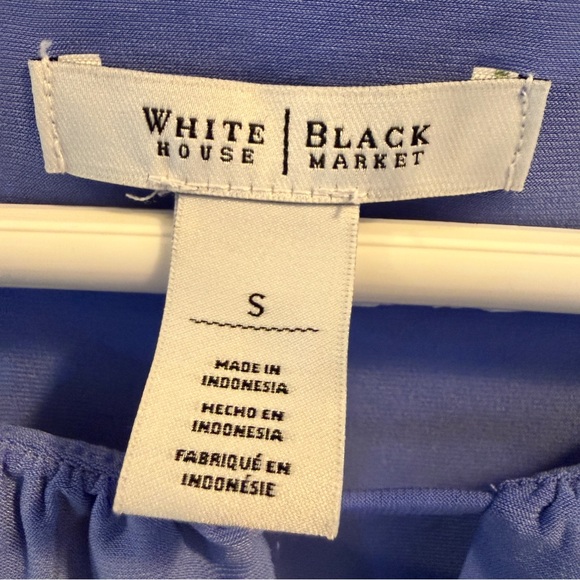 WHITE | BLACK
HOUSE | MARKET
S
MADE IN
INDONESIA
HECHO EN
INDONESIA
FABRIQUÉ EN
INDONÉSIE